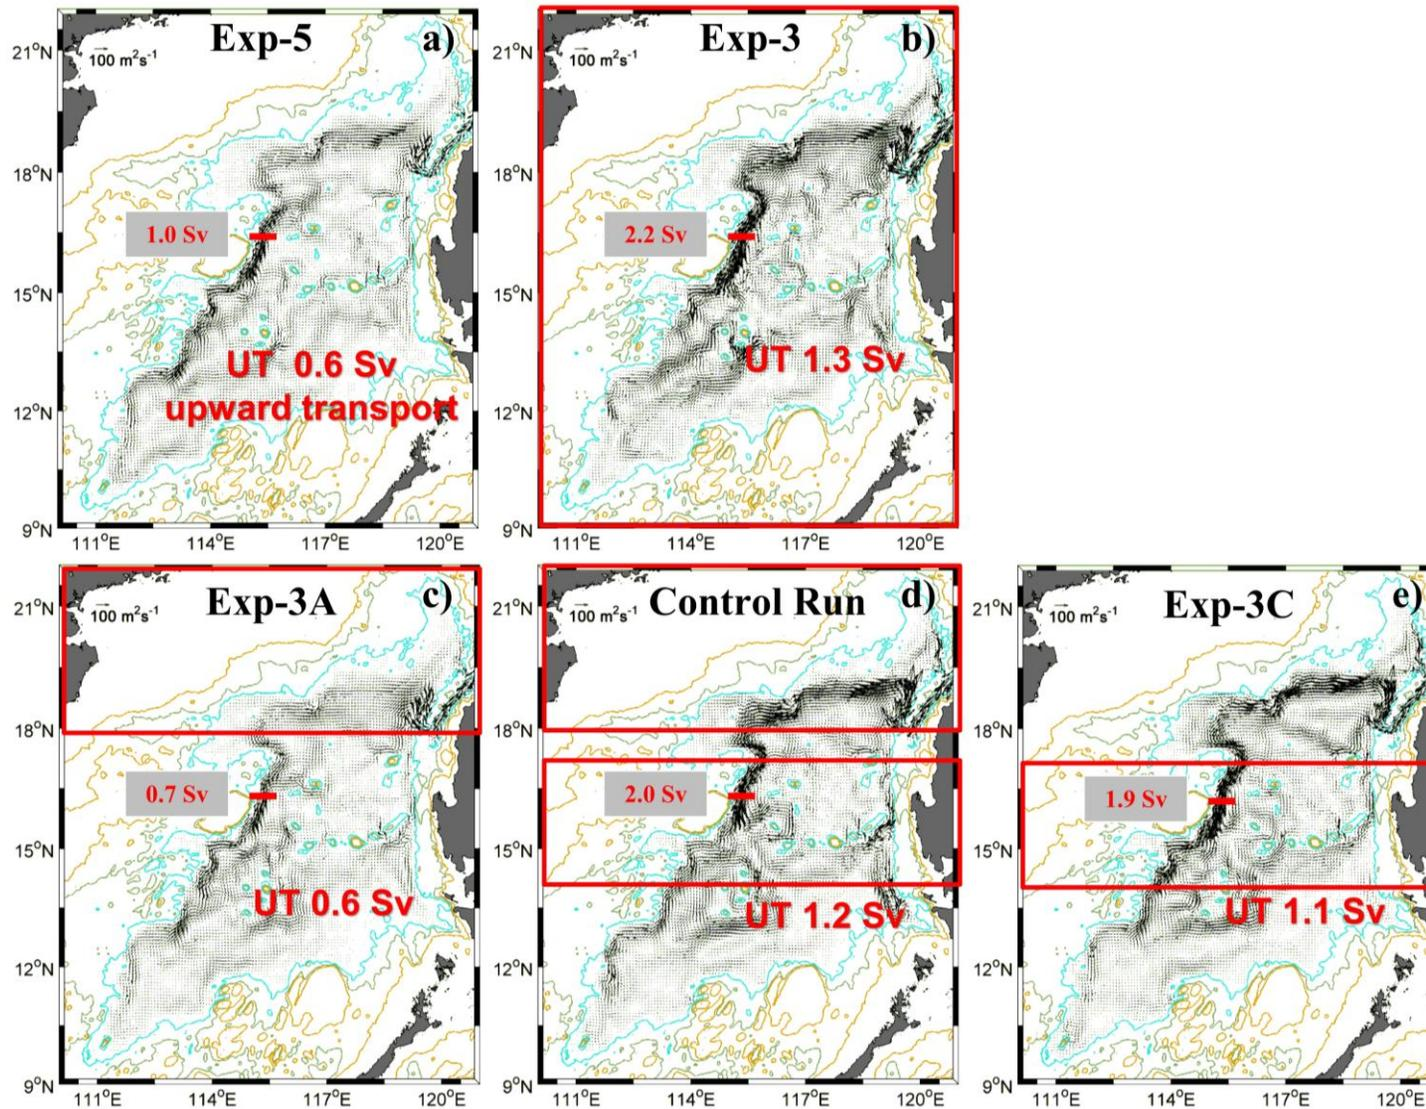 Exp-5 a)
100 m²s⁻¹
21°N
18°N
15°N
12°N
9°N
1.0 Sv
UT 0.6 Sv
upward transport
111°E 114°E 117°E 120°E
Exp-3 b)
100 m²s⁻¹
21°N
18°N
15°N
12°N
9°N
2.2 Sv
UT 1.3 Sv
111°E 114°E 117°E 120°E
Exp-3A c)
100 m²s⁻¹
21°N
18°N
15°N
12°N
9°N
0.7 Sv
UT 0.6 Sv
111°E 114°E 117°E 120°E
Control Run d)
100 m²s⁻¹
21°N
18°N
15°N
12°N
9°N
2.0 Sv
UT 1.2 Sv
111°E 114°E 117°E 120°E
Exp-3C e)
100 m²s⁻¹
21°N
18°N
15°N
12°N
9°N
1.9 Sv
UT 1.1 Sv
111°E 114°E 117°E 120°E